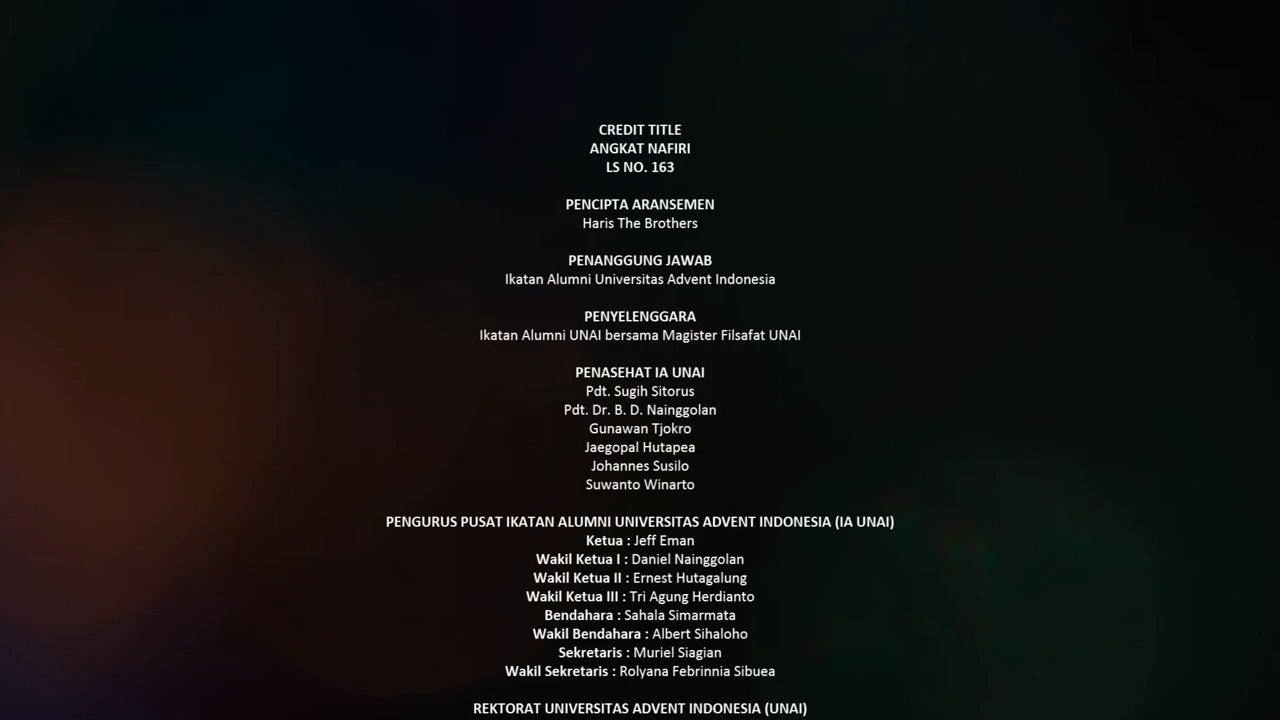 CREDIT TITLE
ANGKAT NAFIRI
LS NO. 163
PENCIPTA ARANSEMEN
Haris The Brothers
PENANGGUNG JAWAB
Ikatan Alumni Universitas Advent Indonesia
PENYELENGGARA
Ikatan Alumni UNAI bersama Magister Filsafat UNAI
PENASEHAT IA UNAI
Pdt. Sugih Sitorus
Pdt. Dr. B. D. Nainggolan
Gunawan Tjokro
Jaegopal Hutapea
Johannes Susilo
Suwanto Winarto
PENGURUS PUSAT IKATAN ALUMNI UNIVERSITAS ADVENT INDONESIA (IA UNAI)
Ketua : Jeff Eman
Wakil Ketua I : Daniel Nainggolan
Wakil Ketua II : Ernest Hutagalung
Wakil Ketua III : Tri Agung Herdianto
Bendahara : Sahala Simarmata
Wakil Bendahara : Albert Sihaloho
Sekretaris : Muriel Siagian
Wakil Sekretaris : Rolyana Febrinnia Sibuea
REKTORAT UNIVERSITAS ADVENT INDONESIA (UNAI)